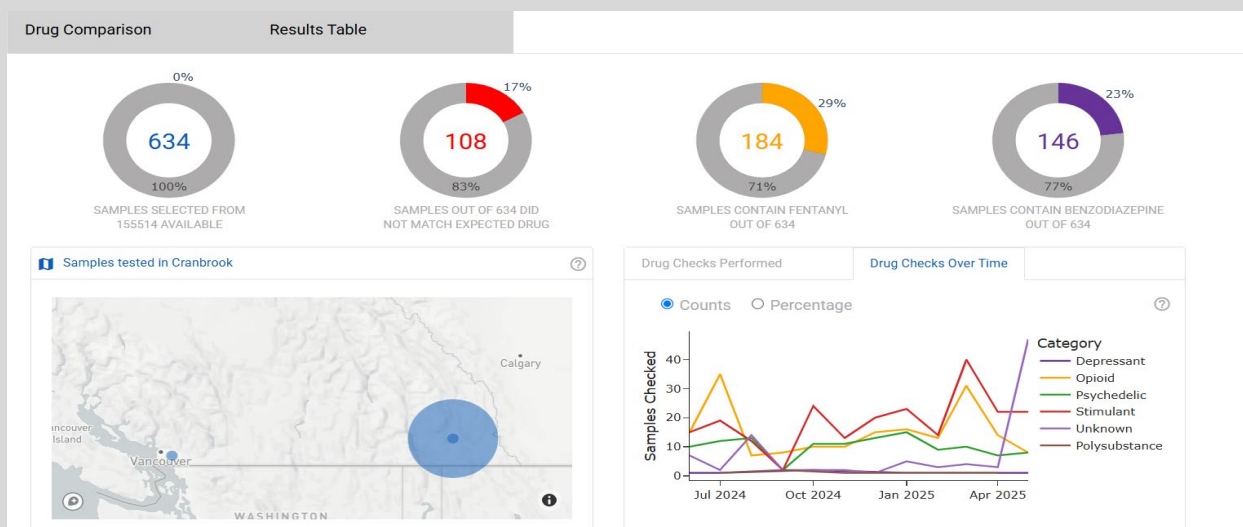 Drug Comparison
Results Table
0%
634
100%
SAMPLES SELECTED FROM
155514 AVAILABLE
17%
108
83%
SAMPLES OUT OF 634 DID
NOT MATCH EXPECTED DRUG
29%
184
71%
SAMPLES CONTAIN FENTANYL
OUT OF 634
23%
146
77%
SAMPLES CONTAIN BENZODIAZEPINE
OUT OF 634
Samples tested in Cranbrook
?
Calgary
ncouver
Island
Vancouver
WASHINGTON
i
Drug Checks Performed
Drug Checks Over Time
Counts
Percentage
?
Samples Checked
40
30
20
10
0
Jul 2024
Oct 2024
Jan 2025
Apr 2025
Category
Depressant
Opioid
Psychedelic
Stimulant
Unknown
Polysubstance